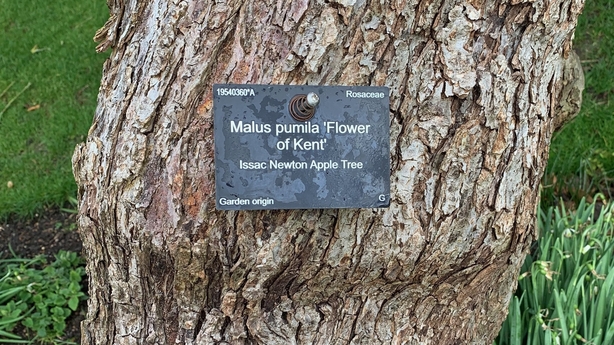 19540360*A Rosaceae
Malus pumila 'Flower
of Kent'
Issac Newton Apple Tree
Garden origin G